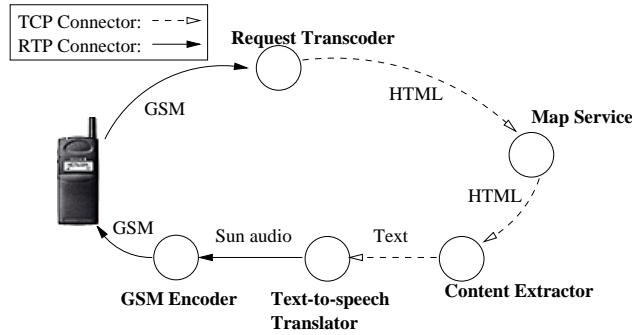 TCP Connector:
RTP Connector:
Request Transcoder
GSM
HTML
Map Service
HTML
GSM
Sun audio
Text
Content Extractor
GSM Encoder
Text-to-speech
Translator